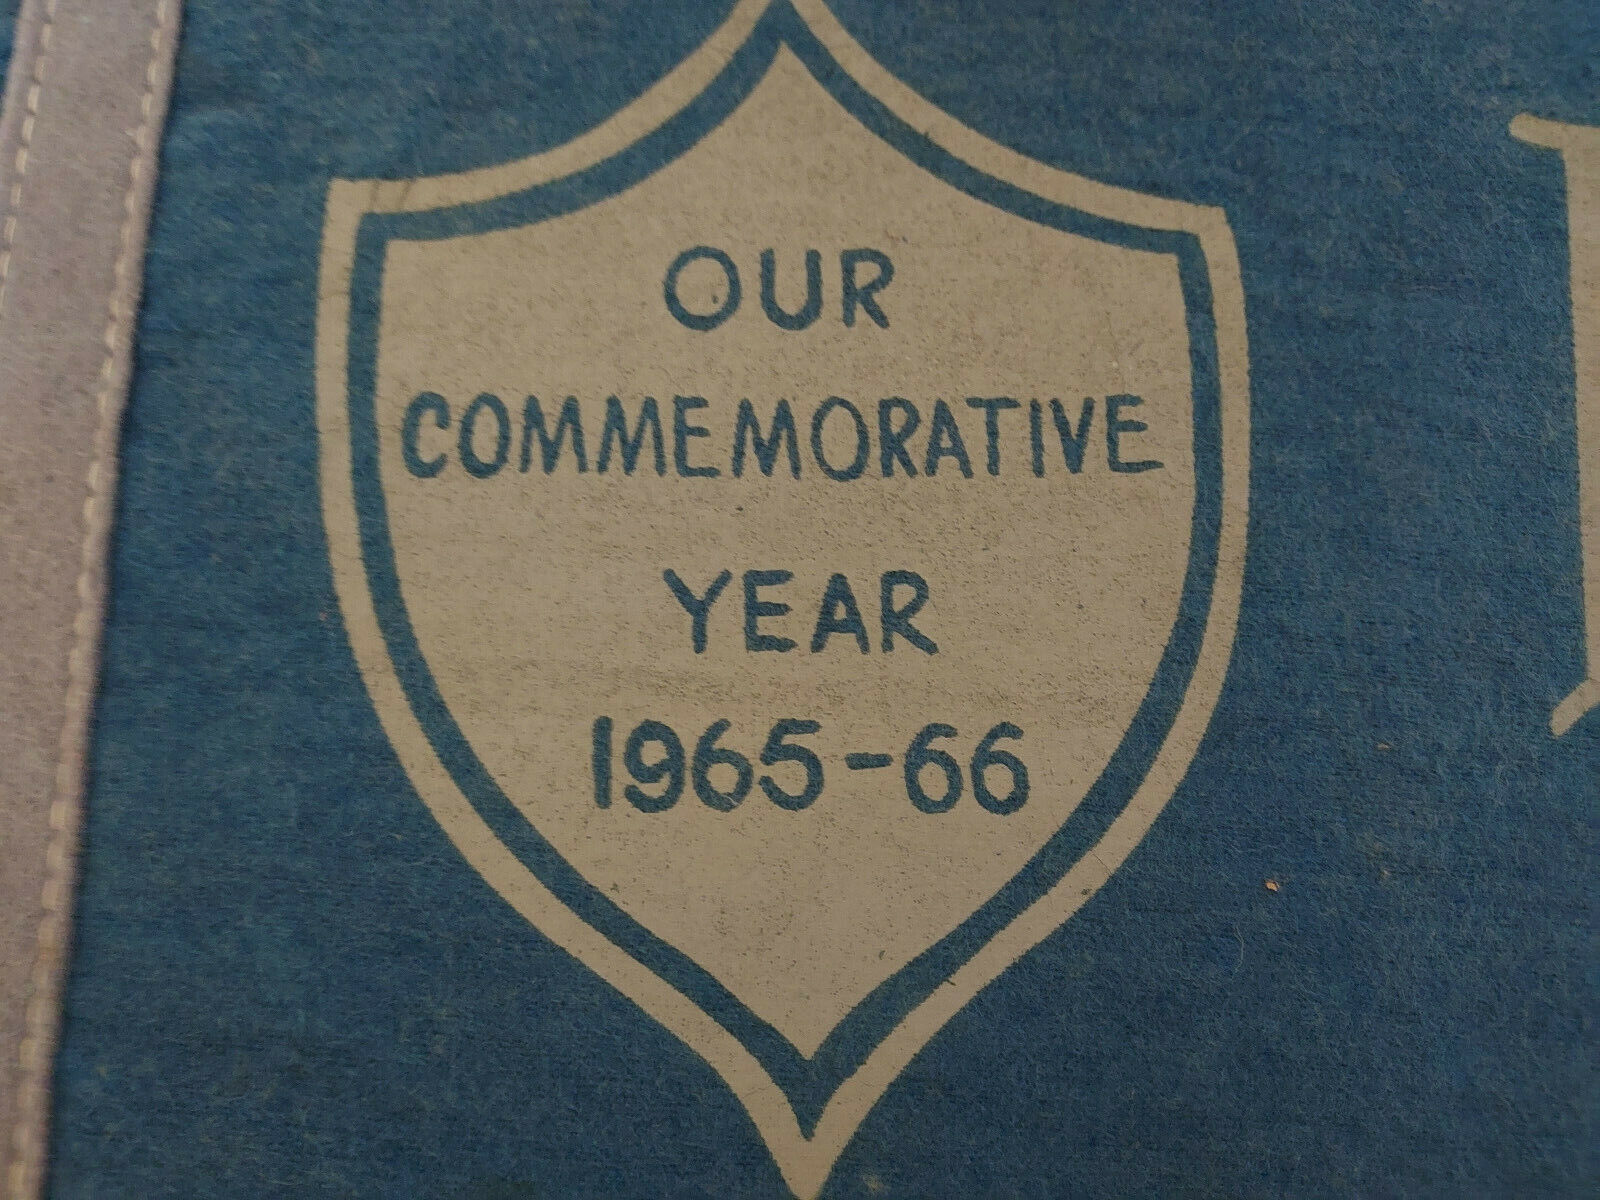 OUR
COMMEMORATIVE
YEAR
1965-66